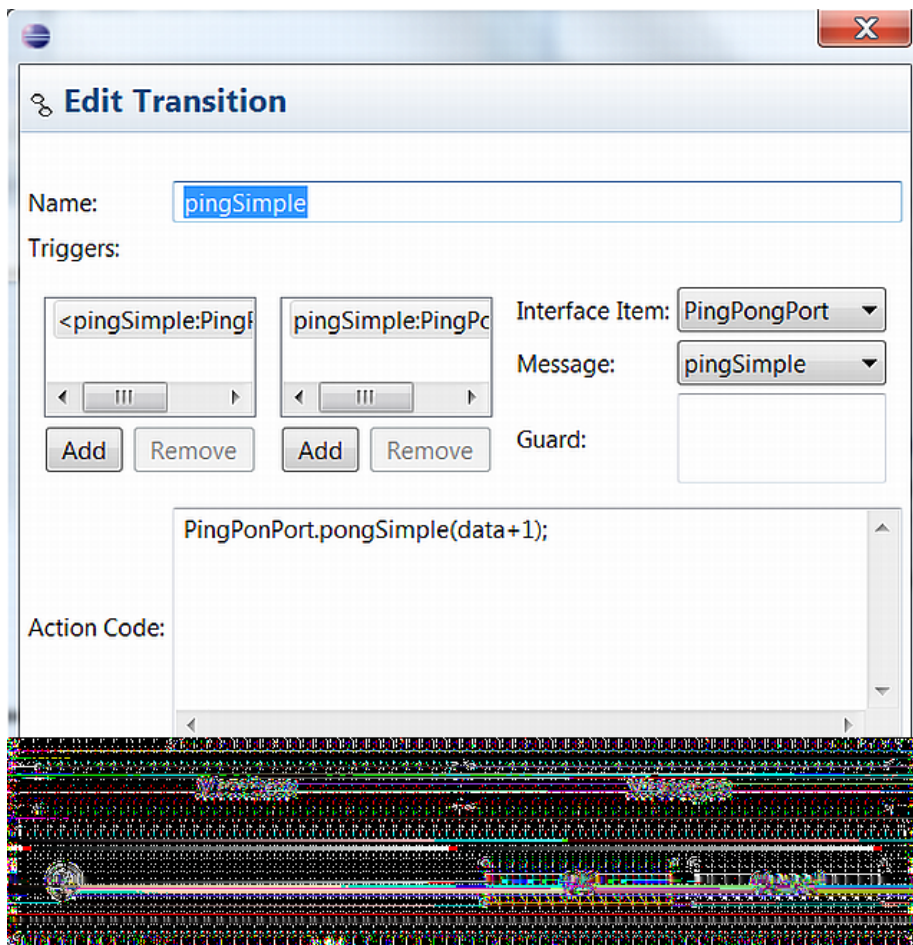 Edit Transition
Name:
pingSimple
Triggers:
<pingSimple:Ping
pingSimple:PingPo
Interface Item:
PingPongPort
Message:
pingSimple
Add
Remove
Add
Remove
Guard:
Action Code:
PingPonPort.pongSimple(data+1);